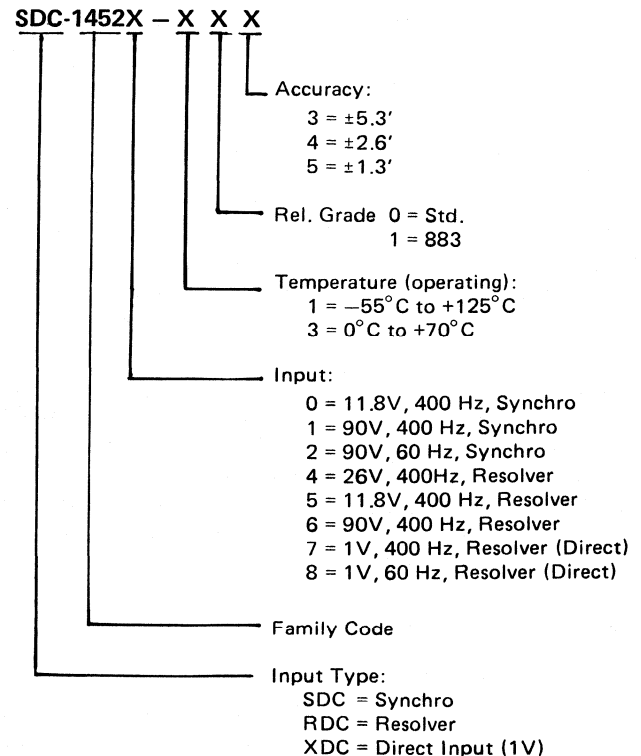 SDC-1452X – X X X
Accuracy:
3 = ±5.3′
4 = ±2.6′
5 = ±1.3′
Rel. Grade 0 = Std.
1 = 883
Temperature (operating):
1 = –55°C to +125°C
3 = 0°C to +70°C
Input:
0 = 11.8V, 400 Hz, Synchro
1 = 90V, 400 Hz, Synchro
2 = 90V, 60 Hz, Synchro
4 = 26V, 400Hz, Resolver
5 = 11.8V, 400 Hz, Resolver
6 = 90V, 400 Hz, Resolver
7 = 1V, 400 Hz, Resolver (Direct)
8 = 1V, 60 Hz, Resolver (Direct)
Family Code
Input Type:
SDC = Synchro
RDC = Resolver
XDC = Direct Input (1V)